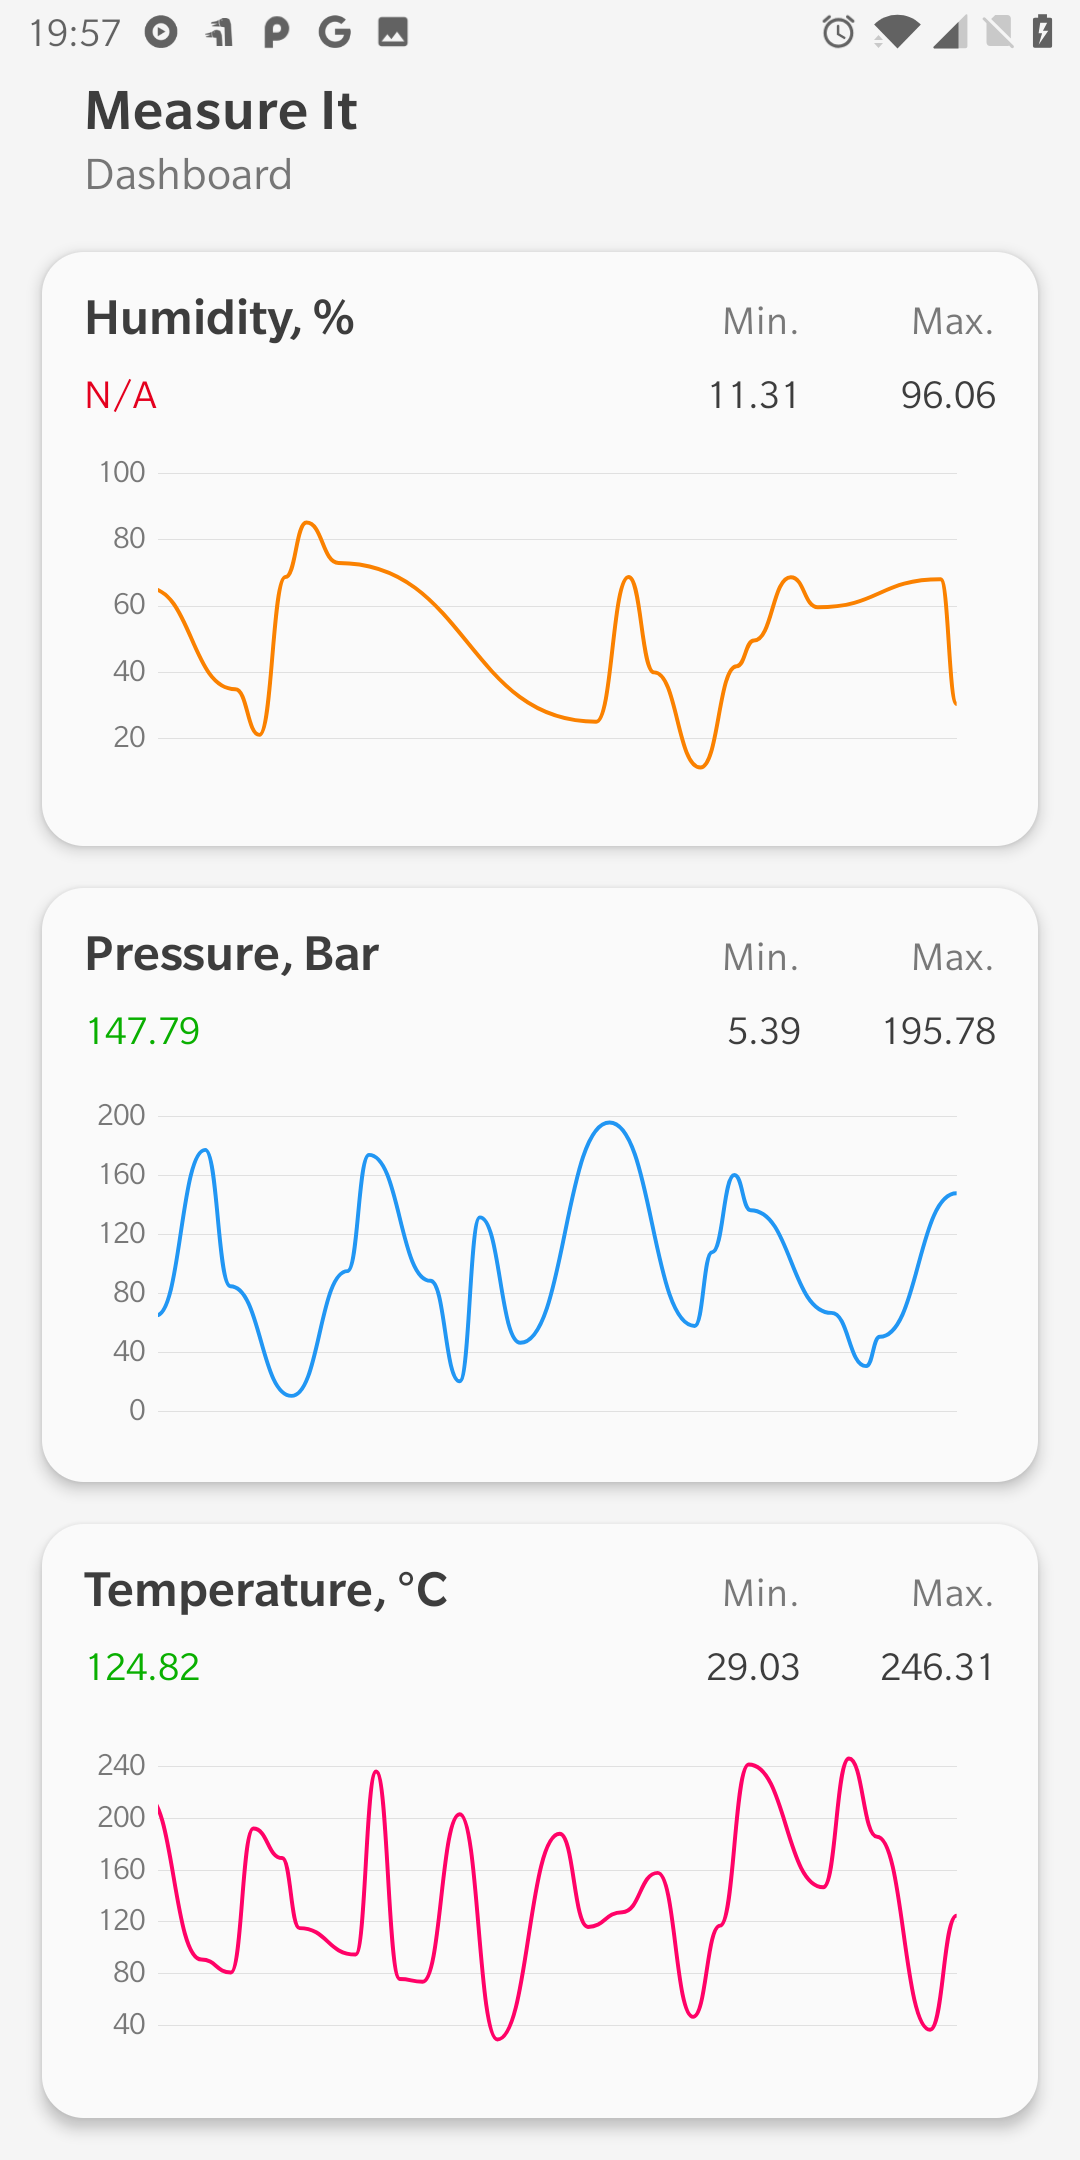 19:57
Measure It
Dashboard
Humidity, % Min. Max.
N/A 11.31 96.06
100
80
60
40
20
Pressure, Bar Min. Max.
147.79 5.39 195.78
200
160
120
80
40
0
Temperature, °C Min. Max.
124.82 29.03 246.31
240
200
160
120
80
40